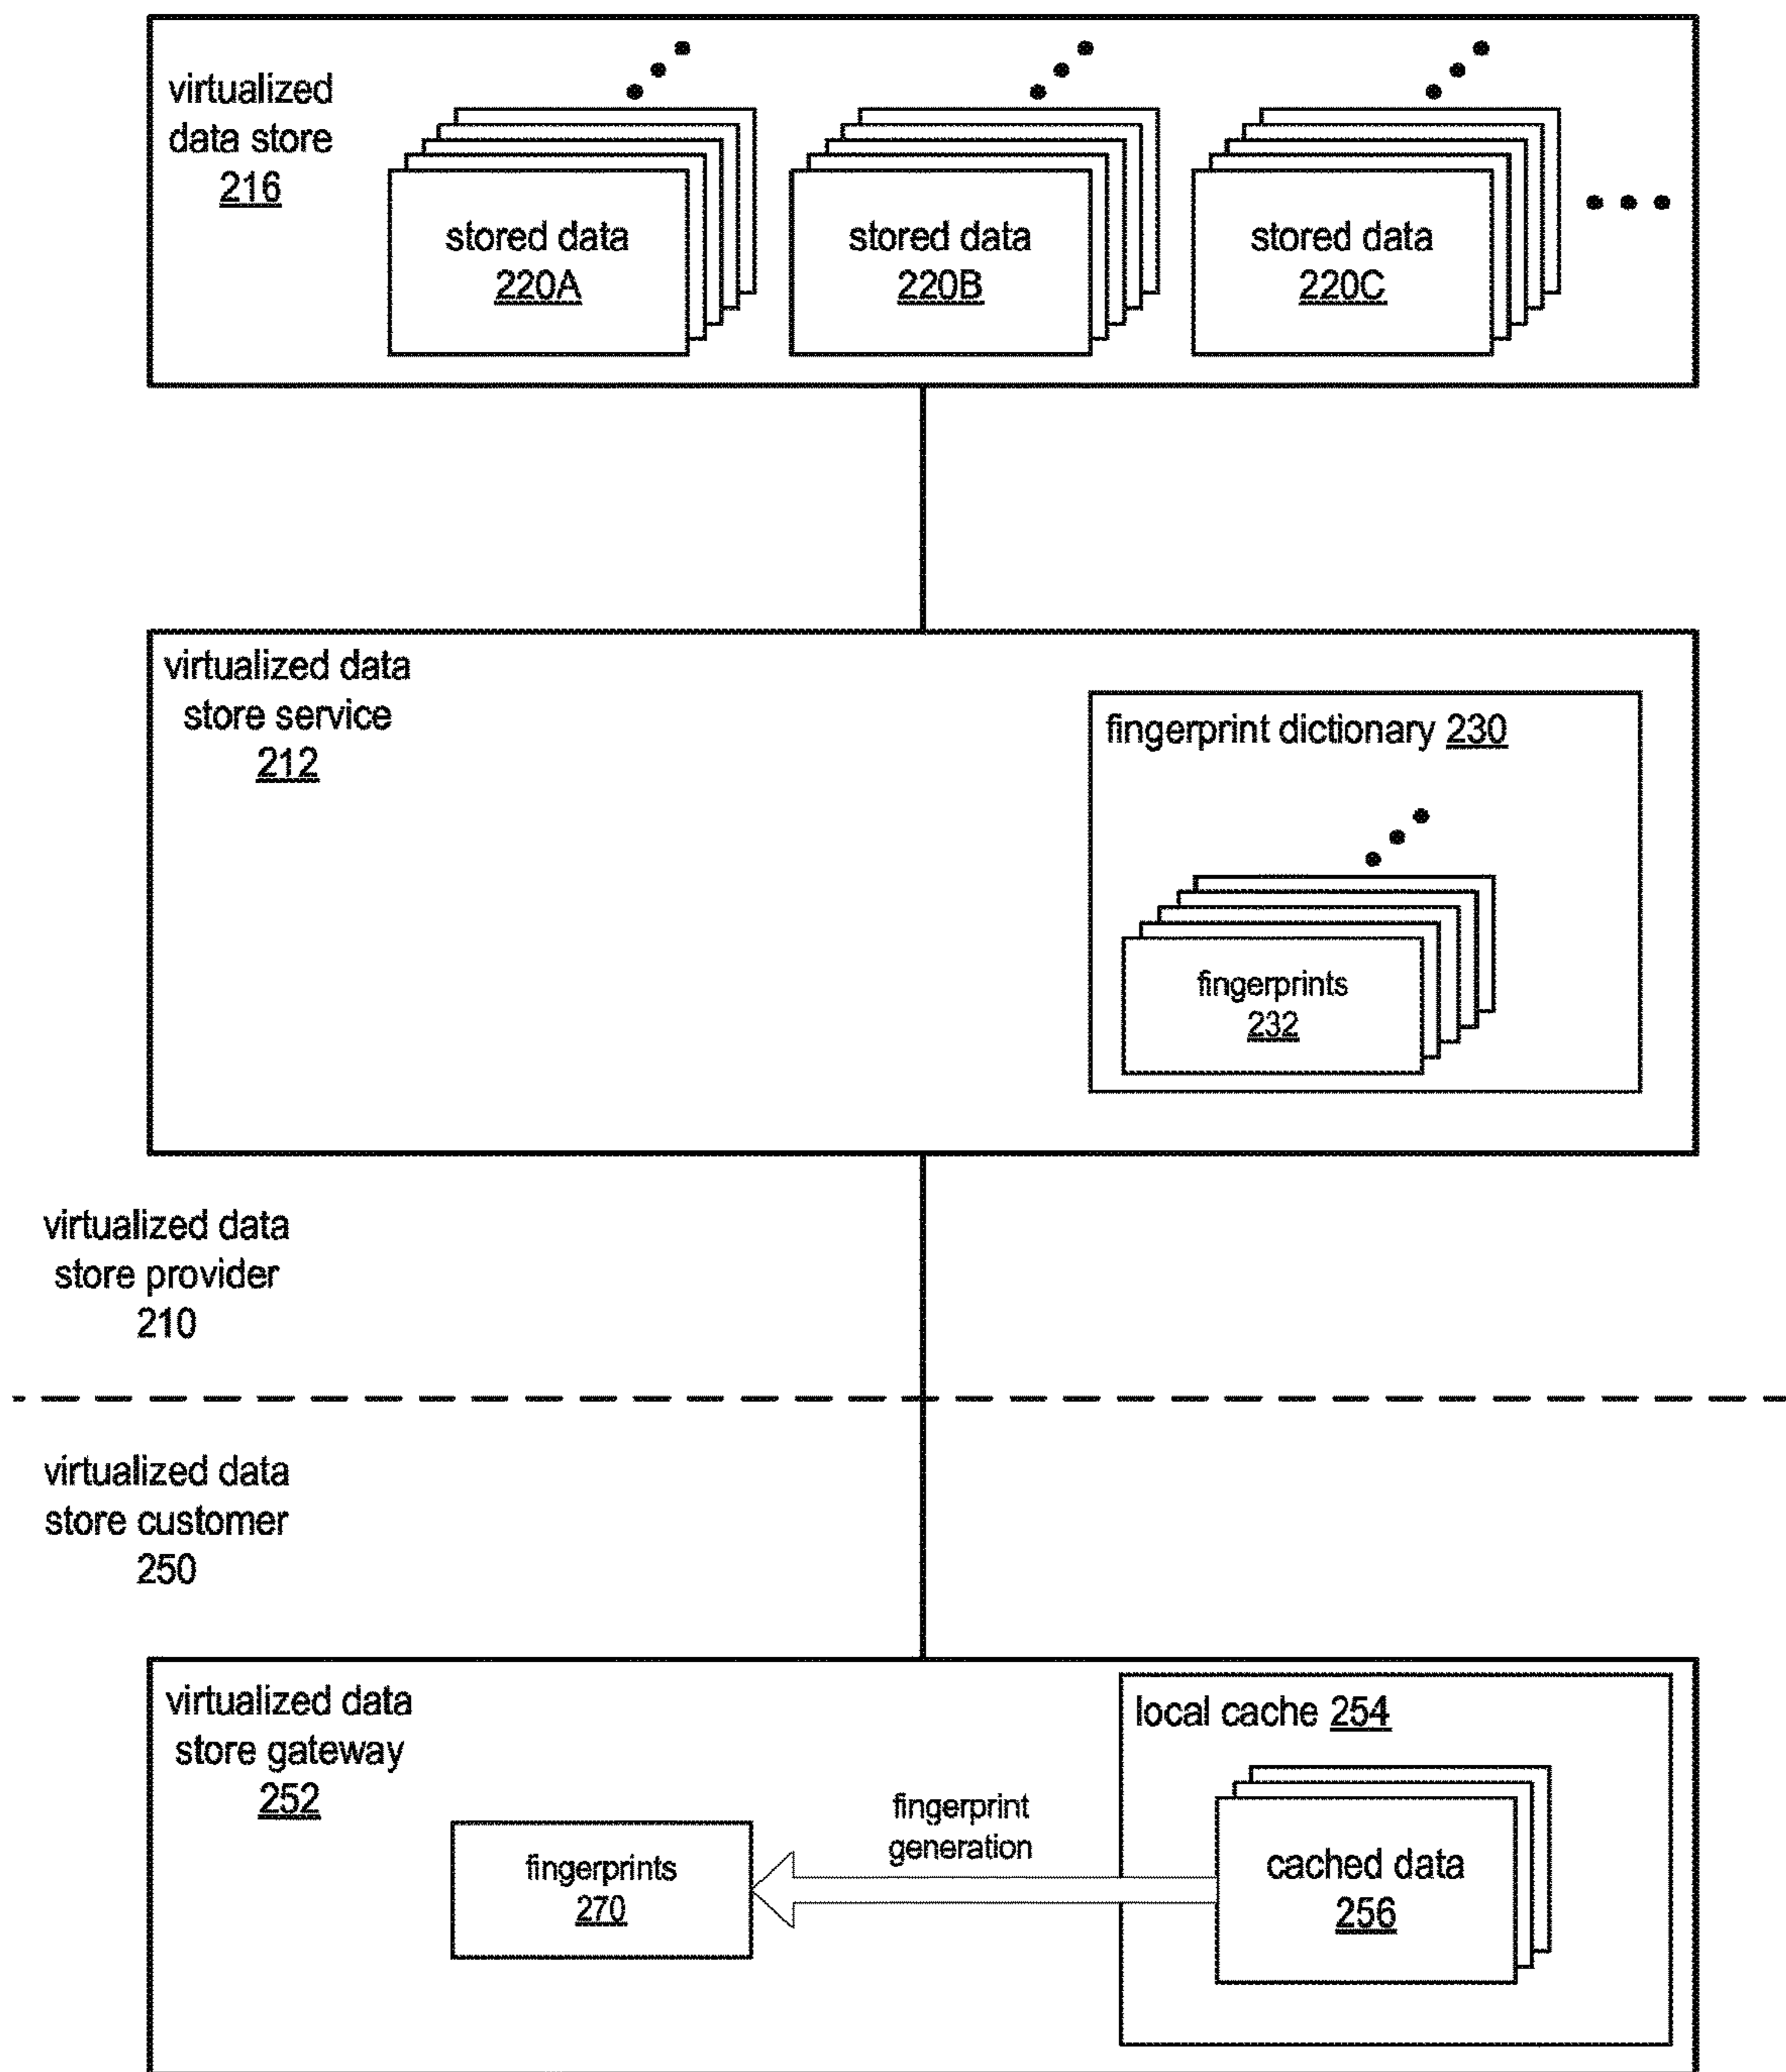 virtualized
data store
216
stored data
220A
stored data
220B
stored data
220C
virtualized data
store service
212
fingerprint dictionary 230
fingerprints
232
virtualized data
store provider
210
virtualized data
store customer
250
virtualized data
store gateway
252
local cache 254
fingerprint
generation
fingerprints
270
cached data
256